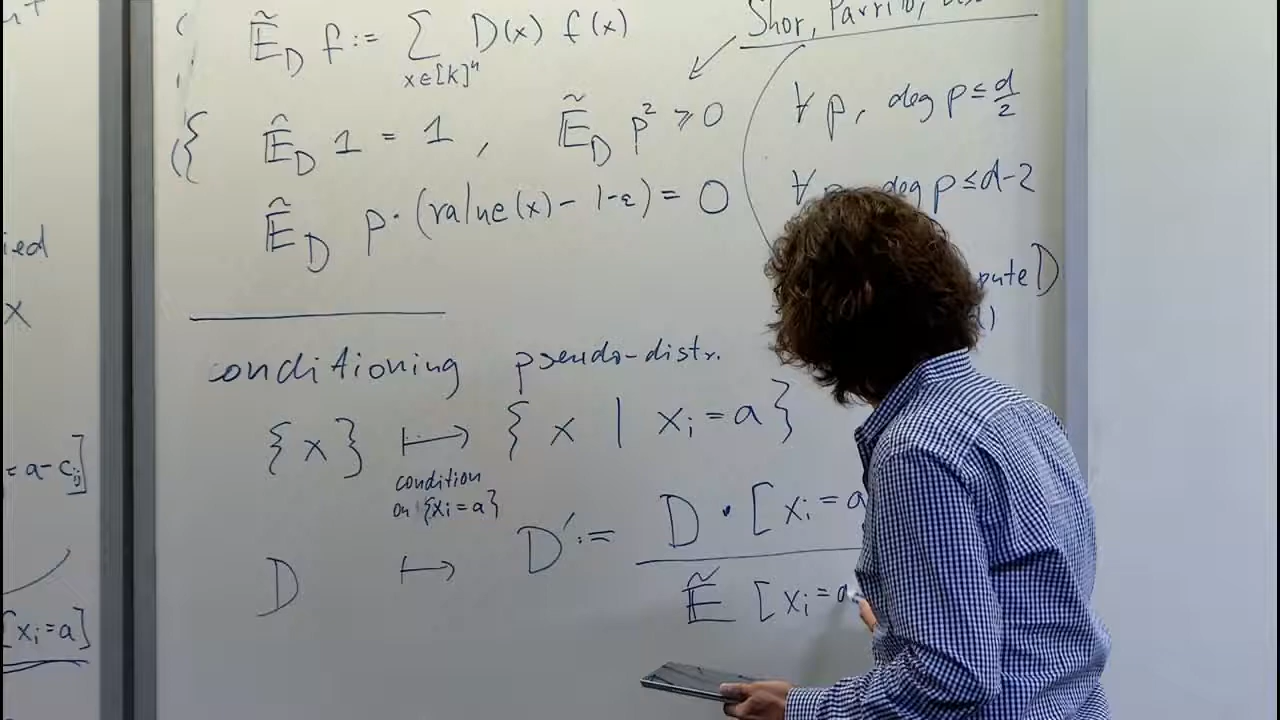 Shor, Parrilo,
Ẽ_D f := ∑_{x∈[k]^n} D(x) f(x)
Ẽ_D 1 = 1 , Ẽ_D p² ≥ 0 ∀ p, deg p ≤ d/2
Ẽ_D p · (value(x) - 1-ε) = 0 ∀ deg p ≤ d-2
D
conditioning pseudo-distr.
{x} ↦ { x | x_i = a }
condition
on {x_i = a}
D ↦ D' := D · [x_i = a
Ẽ [x_i = a
ied
x
= a - c_ij]
[x_i = a]